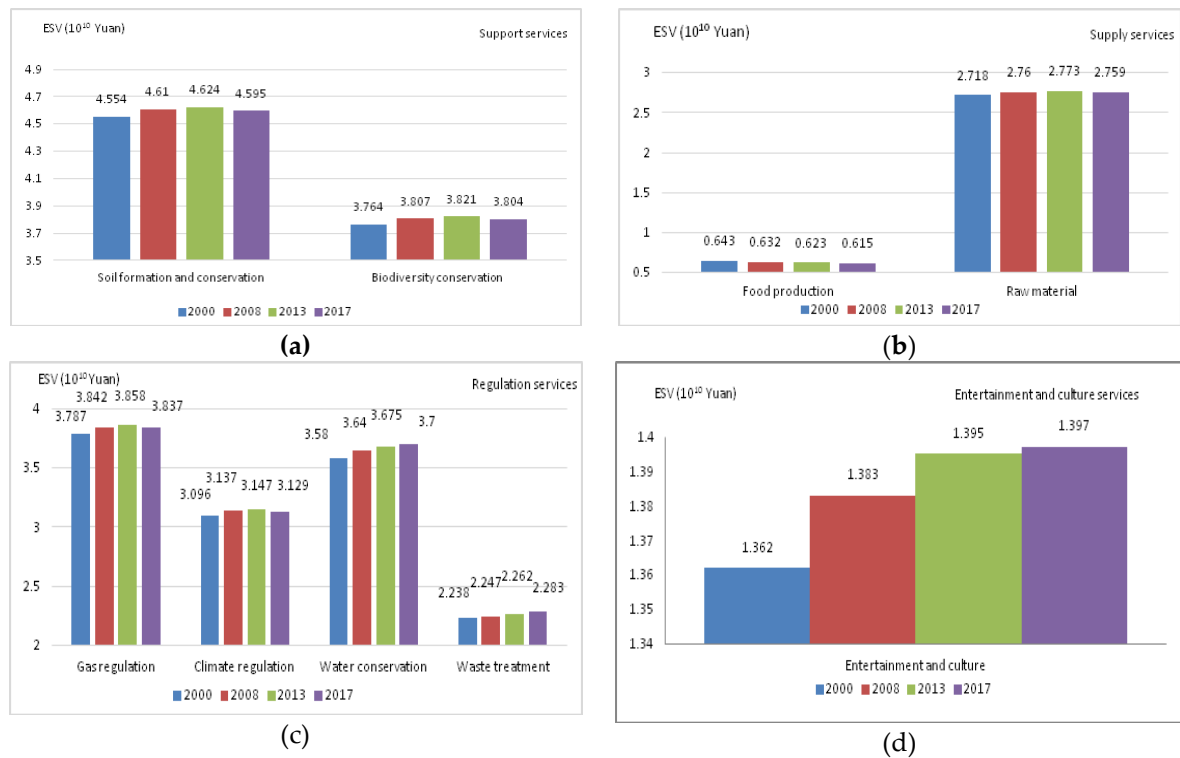 ESV (10¹⁰ Yuan)
Support services
4.9
4.7
4.5
4.3
4.1
3.9
3.7
3.5
4.554 4.61 4.624 4.595
3.764 3.807 3.821 3.804
Soil formation and conservation Biodiversity conservation
2000 2008 2013 2017
(a)
ESV (10¹⁰ Yuan)
Supply services
3
2.5
2
1.5
1
0.5
0.643 0.632 0.623 0.615
2.718 2.76 2.773 2.759
Food production Raw material
2000 2008 2013 2017
(b)
ESV (10¹⁰ Yuan)
Regulation services
4
3.5
3
2.5
2
3.787 3.842 3.858 3.837
3.096 3.137 3.147 3.129
3.58 3.64 3.675 3.7
2.238 2.247 2.262 2.283
Gas regulation Climate regulation Water conservation Waste treatment
2000 2008 2013 2017
(c)
ESV (10¹⁰ Yuan)
Entertainment and culture services
1.4
1.39
1.38
1.37
1.36
1.35
1.34
1.362 1.383 1.395 1.397
Entertainment and culture
2000 2008 2013 2017
(d)